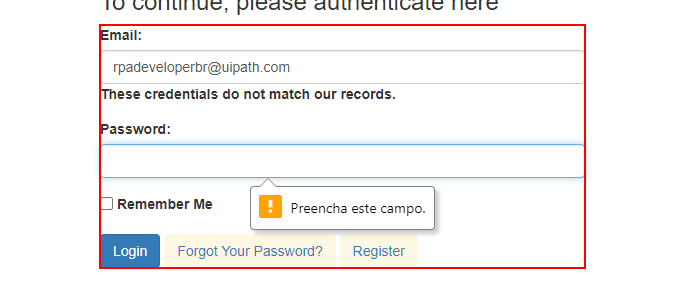 To continue, please authenticate here
Email:
rpadeveloperbr@uipath.com
These credentials do not match our records.
Password:
Remember Me
Preencha este campo.
Login Forgot Your Password? Register